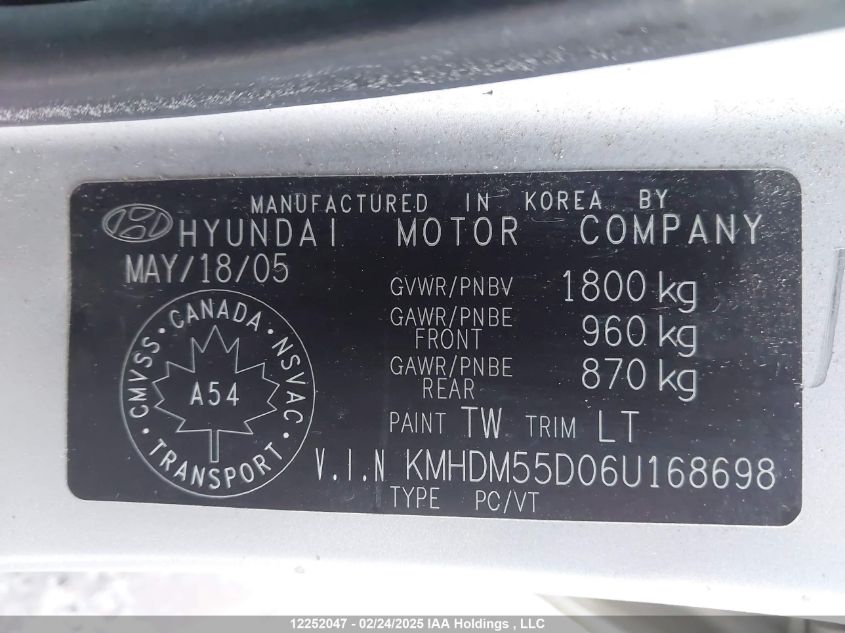 MANUFACTURED IN KOREA BY
HYUNDAI MOTOR COMPANY
MAY/18/05
GVWR/PNBV 1800 kg
GAWR/PNBE FRONT 960 kg
GAWR/PNBE REAR 870 kg
PAINT TW TRIM LT
V.I.N KMHDM55D06U168698
TYPE PC/VT
CMVSS · CANADA · NSVAC
A54
· TRANSPORT ·
12252047 - 02/24/2025 IAA Holdings , LLC